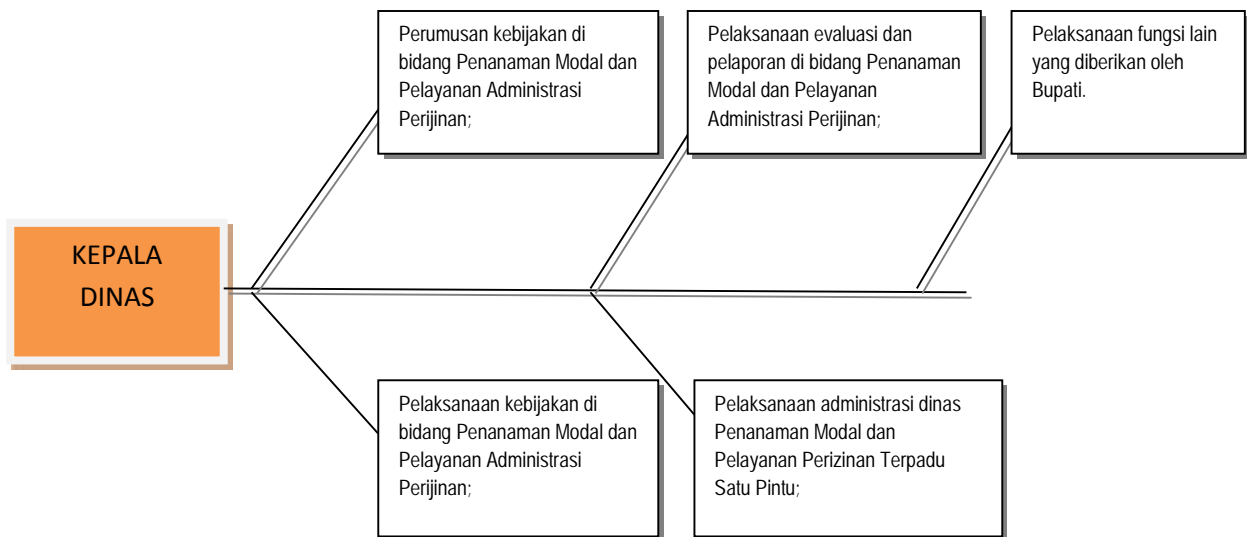 Perumusan kebijakan di
bidang Penanaman Modal dan
Pelayanan Administrasi
Perijinan;
Pelaksanaan evaluasi dan
pelaporan di bidang Penanaman
Modal dan Pelayanan
Administrasi Perijinan;
Pelaksanaan fungsi lain
yang diberikan oleh
Bupati.
KEPALA
DINAS
Pelaksanaan kebijakan di
bidang Penanaman Modal dan
Pelayanan Administrasi
Perijinan;
Pelaksanaan administrasi dinas
Penanaman Modal dan
Pelayanan Perizinan Terpadu
Satu Pintu;